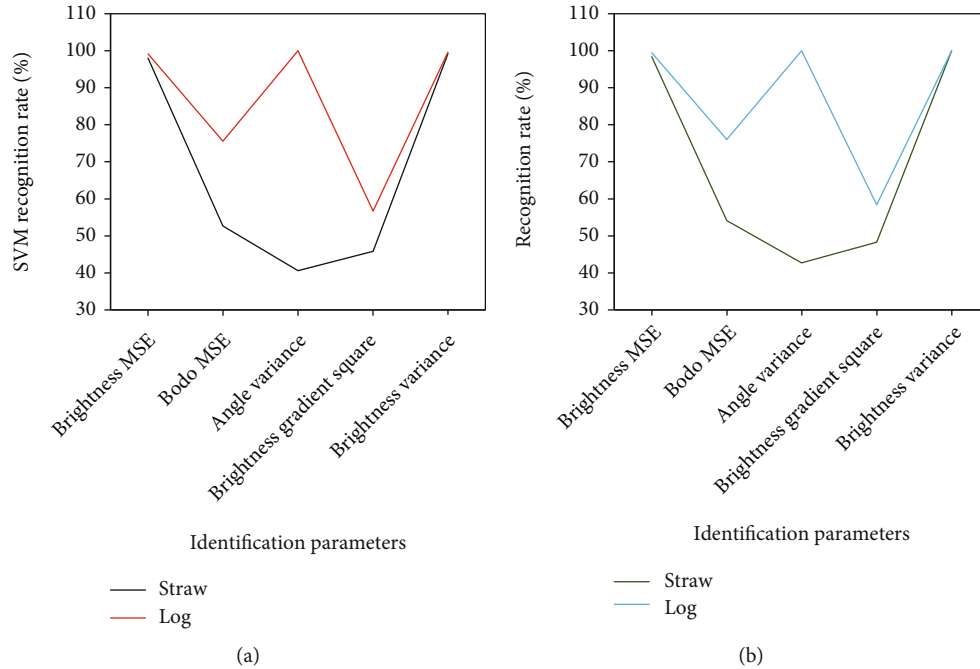 110
100
90
80
70
60
50
40
30
SVM recognition rate (%)
Brightness MSE
Bodo MSE
Angle variance
Brightness gradient square
Brightness variance
Identification parameters
Straw
Log
(a)
110
100
90
80
70
60
50
40
30
Recognition rate (%)
Brightness MSE
Bodo MSE
Angle variance
Brightness gradient square
Brightness variance
Identification parameters
Straw
Log
(b)